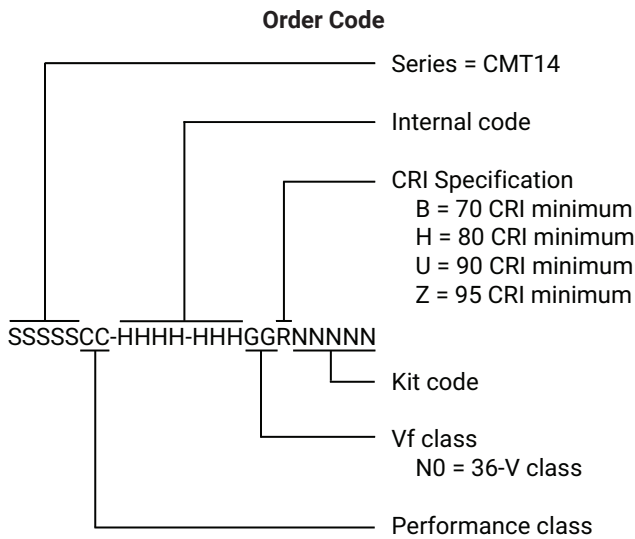 Order Code
Series = CMT14
Internal code
CRI Specification
B = 70 CRI minimum
H = 80 CRI minimum
U = 90 CRI minimum
Z = 95 CRI minimum
SSSSSCC-HHHH-HHHGGRNNNNN
Kit code
Vf class
N0 = 36-V class
Performance class